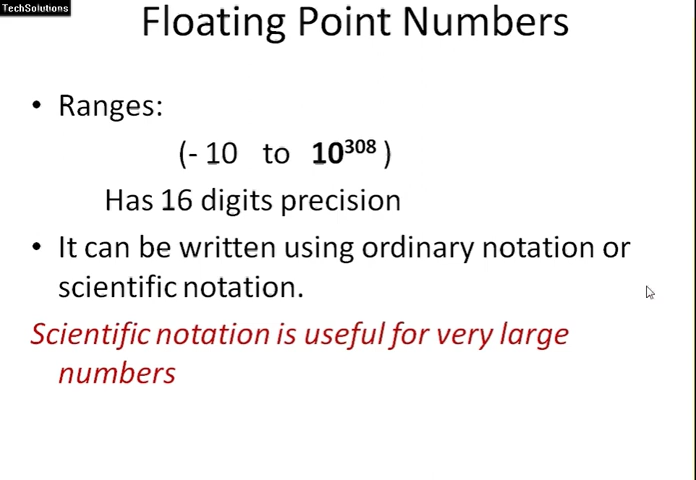 TechSolutions
Floating Point Numbers
• Ranges:
(- 10 to 10³⁰⁸ )
Has 16 digits precision
• It can be written using ordinary notation or
scientific notation.
Scientific notation is useful for very large
numbers